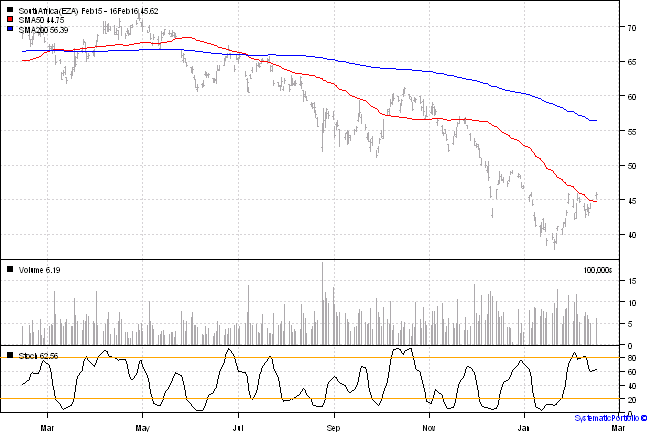 SouthAfrica(EZA) Feb15 - 16Feb16,45.62
SMA50 44.75
SMA200 56.39
70
65
60
55
50
45
40
Volume 6.19
100,000s
15
10
5
0
Stoch 62.56
80
60
40
20
0
Mar May Jul Sep Nov Jan Mar
SystematicPortfolio ©